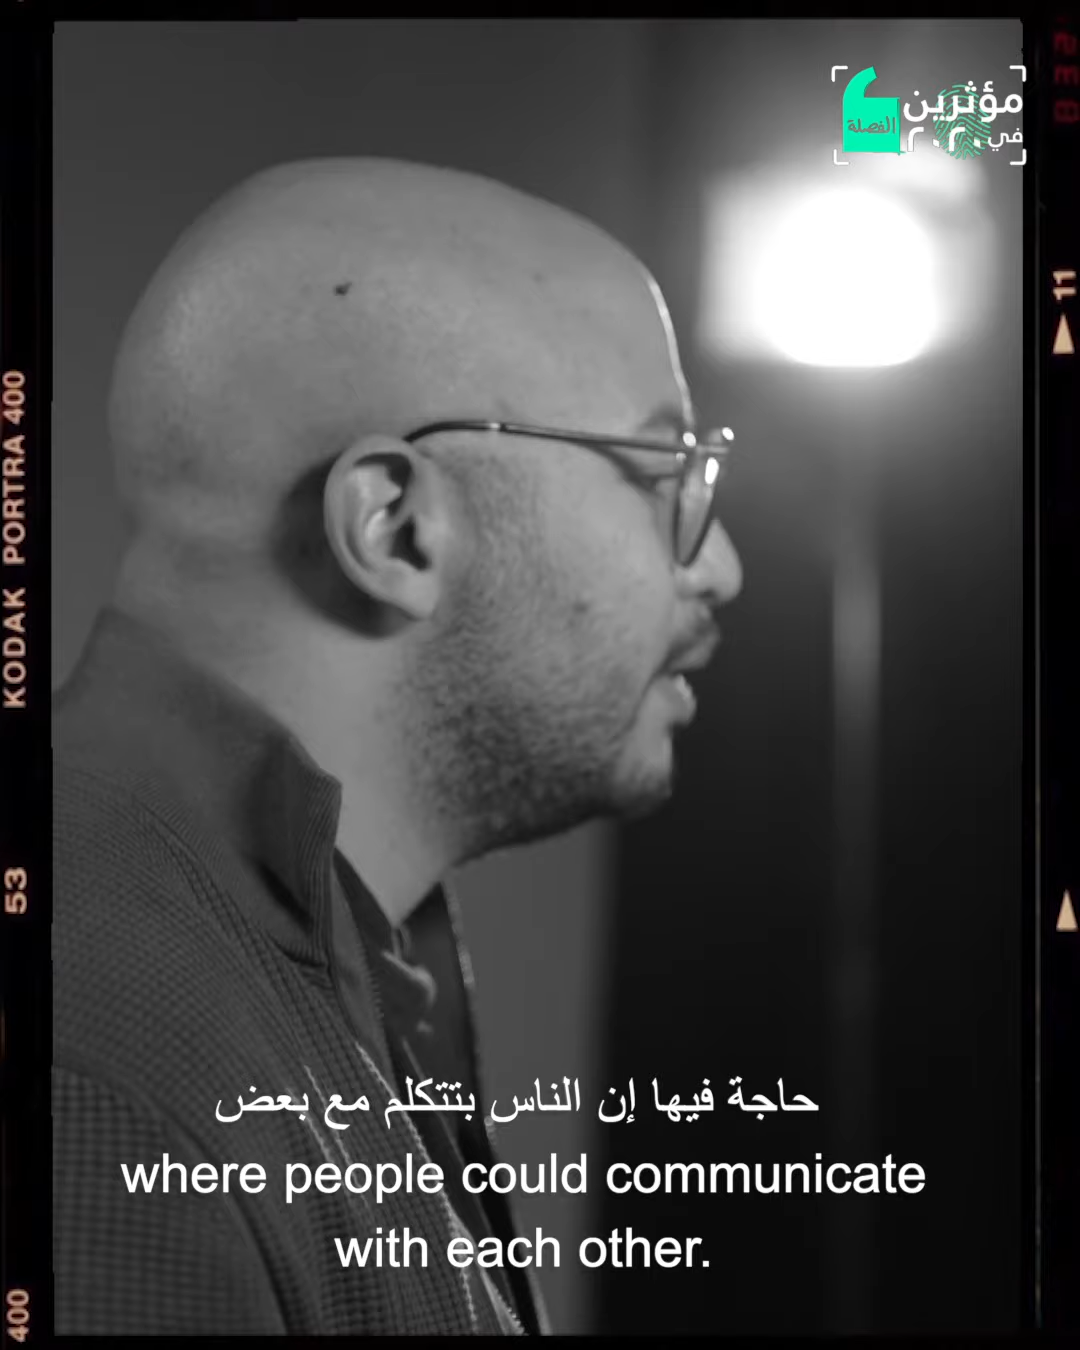 مؤثرين
في ٢٠٢٠
الفصلة
11
KODAK PORTRA 400
53
400
حاجة فيها إن الناس بتتكلم مع بعض
where people could communicate
with each other.